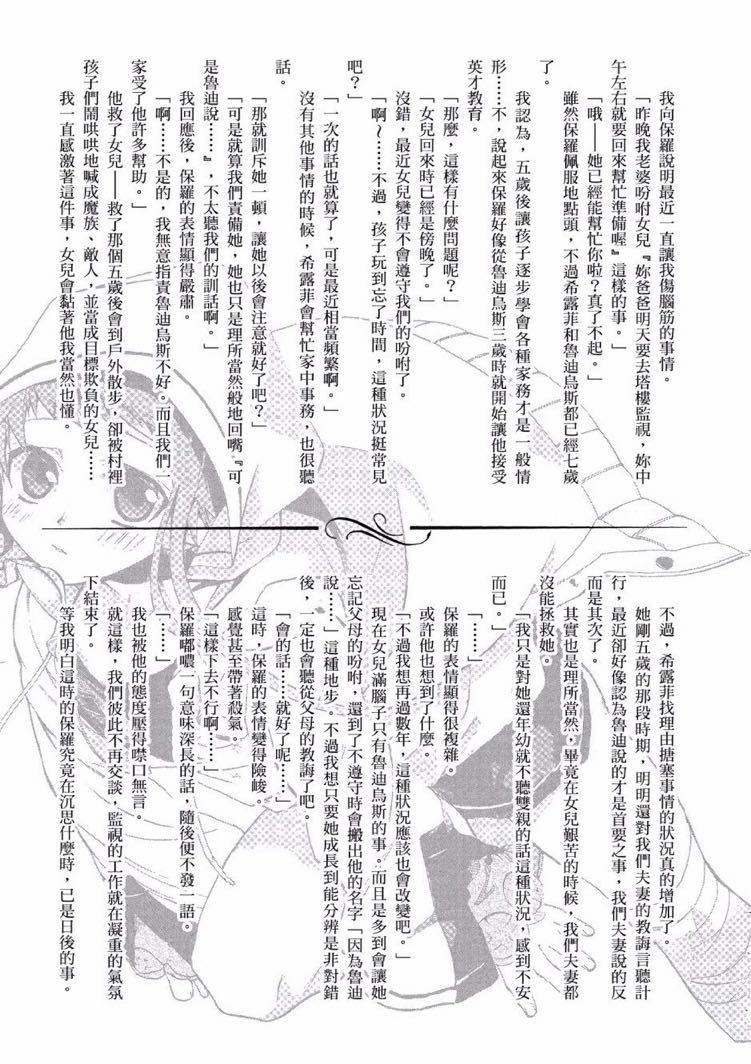 我向保羅說明最近一直讓我傷腦筋的事情。
「昨晚我老婆吩咐女兒『妳爸爸明天要去塔樓監視，妳中
午左右就要回來幫忙準備喔』這樣的事。」
「哦——她已經能幫忙你啦？真了不起。」
雖然保羅佩服地點頭，不過希露菲和魯迪烏斯都已經七歲
了。
我認為，五歲後讓孩子逐步學會各種家務才是一般情
形……不，說起來保羅好像從魯迪烏斯三歲時就開始讓他接受
英才教育。
「那麼，這樣有什麼問題呢？」
「女兒回來時已經是傍晚了。」
沒錯，最近女兒變得不會遵守我們的吩咐了。
「啊～……不過，孩子玩到忘了時間，這種狀況挺常見
吧？」
「一次的話也就算了，可是最近相當頻繁啊。」
沒有其他事情的時候，希露菲會幫忙家中事務，也很聽
話。
「那就訓斥她一頓，讓她以後會注意就好了吧？」
「可是就算我們責備她，她也只是理所當然般地回嘴『可
是魯迪說……』，不太聽我們的訓話啊。」
我回應後，保羅的表情顯得嚴肅。
「啊……不是的，我無意指責魯迪烏斯不好。而且我們一
家受了他許多幫助。」
他救了女兒——救了那個五歲後會到戶外散步，卻被村裡
孩子們鬧哄哄地喊成魔族、敵人，並當成目標欺負的女兒……
我一直感激著這件事，女兒會黏著他我當然也懂。
不過，希露菲找理由搪塞事情的狀況真的增加了。
她剛五歲的那段時期，明明還對我們夫妻的教誨言聽計
行，最近卻好像認為魯迪說的才是首要之事，我們夫妻說的反
而是其次了。
其實也是理所當然，畢竟在女兒艱苦的時候，我們夫妻都
沒能拯救她。
「我只是對她還年幼就不聽雙親的話這種狀況，感到不安
而已。」
「……」
保羅的表情顯得很複雜。
或許他也想到了什麼。
「不過我想再過數年，這種狀況應該也會改變吧。」
現在女兒滿腦子只有魯迪烏斯的事。而且是多到會讓她
忘記父母的吩咐，還到了不遵守時會搬出他的名字「因為魯迪
說……」這種地步。不過我想只要她成長到能分辨是非對錯
後，一定也會聽從父母的教誨了吧。
「會的話……就好了呢……」
這時，保羅的表情變得險峻。
感覺甚至帶著殺氣。
「這樣下去不行啊……」
保羅嘟噥一句意味深長的話，隨後便不發一語。
「……」
我也被他的態度壓得噤口無言。
就這樣，我們彼此不再交談，監視的工作就在凝重的氣氛
下結束了。
等我明白這時的保羅究竟在沉思什麼時，已是日後的事。